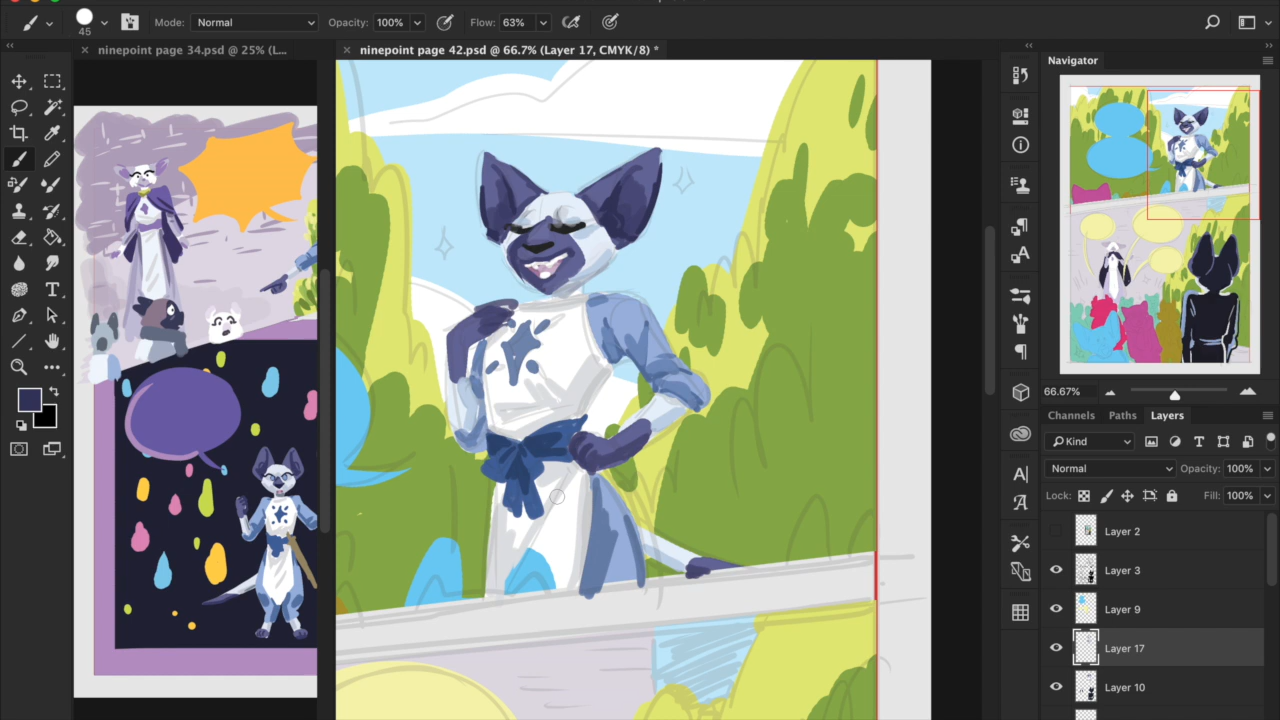 Mode: Normal Opacity: 100% Flow: 63%
45
ninepoint page 34.psd @ 25% (L...
ninepoint page 42.psd @ 66.7% (Layer 17, CMYK/8) *
Navigator
66.67%
Channels Paths Layers
Kind
Normal Opacity: 100%
Lock: Fill: 100%
Layer 2
Layer 3
Layer 9
Layer 17
Layer 10